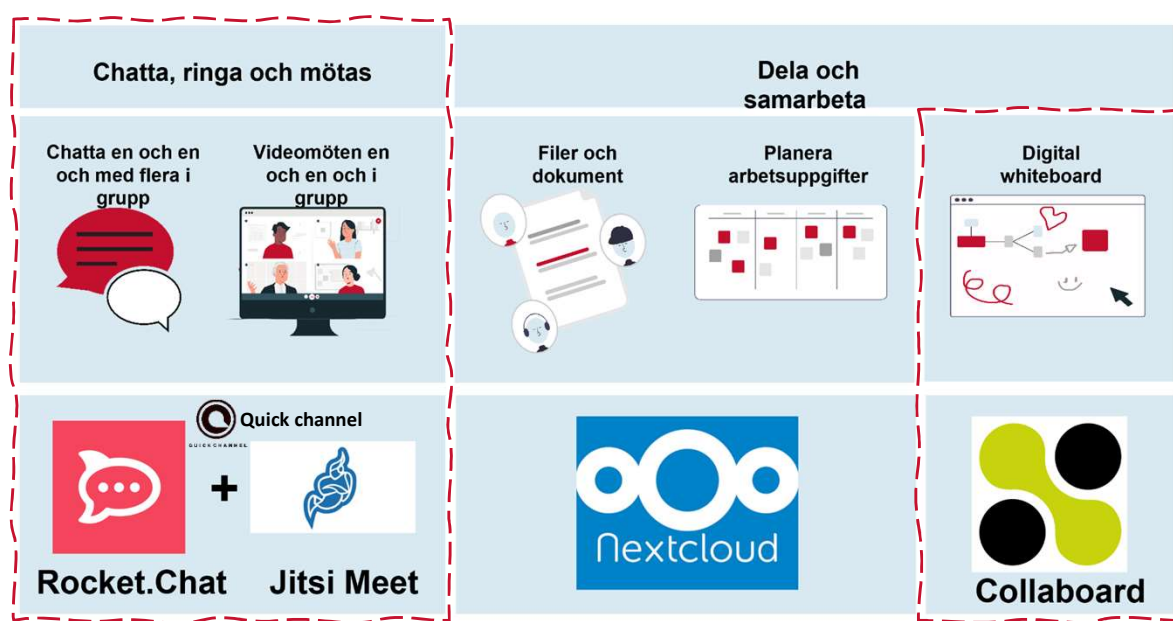 Chatta, ringa och mötas
Dela och
samarbeta
Chatta en och en
och med flera i
grupp
Videomöten en
och en och i
grupp
Filer och
dokument
Planera
arbetsuppgifter
Digital
whiteboard
QUICKCHANNEL
Quick channel
+
nextcloud
Rocket.Chat
Jitsi Meet
Collaboard